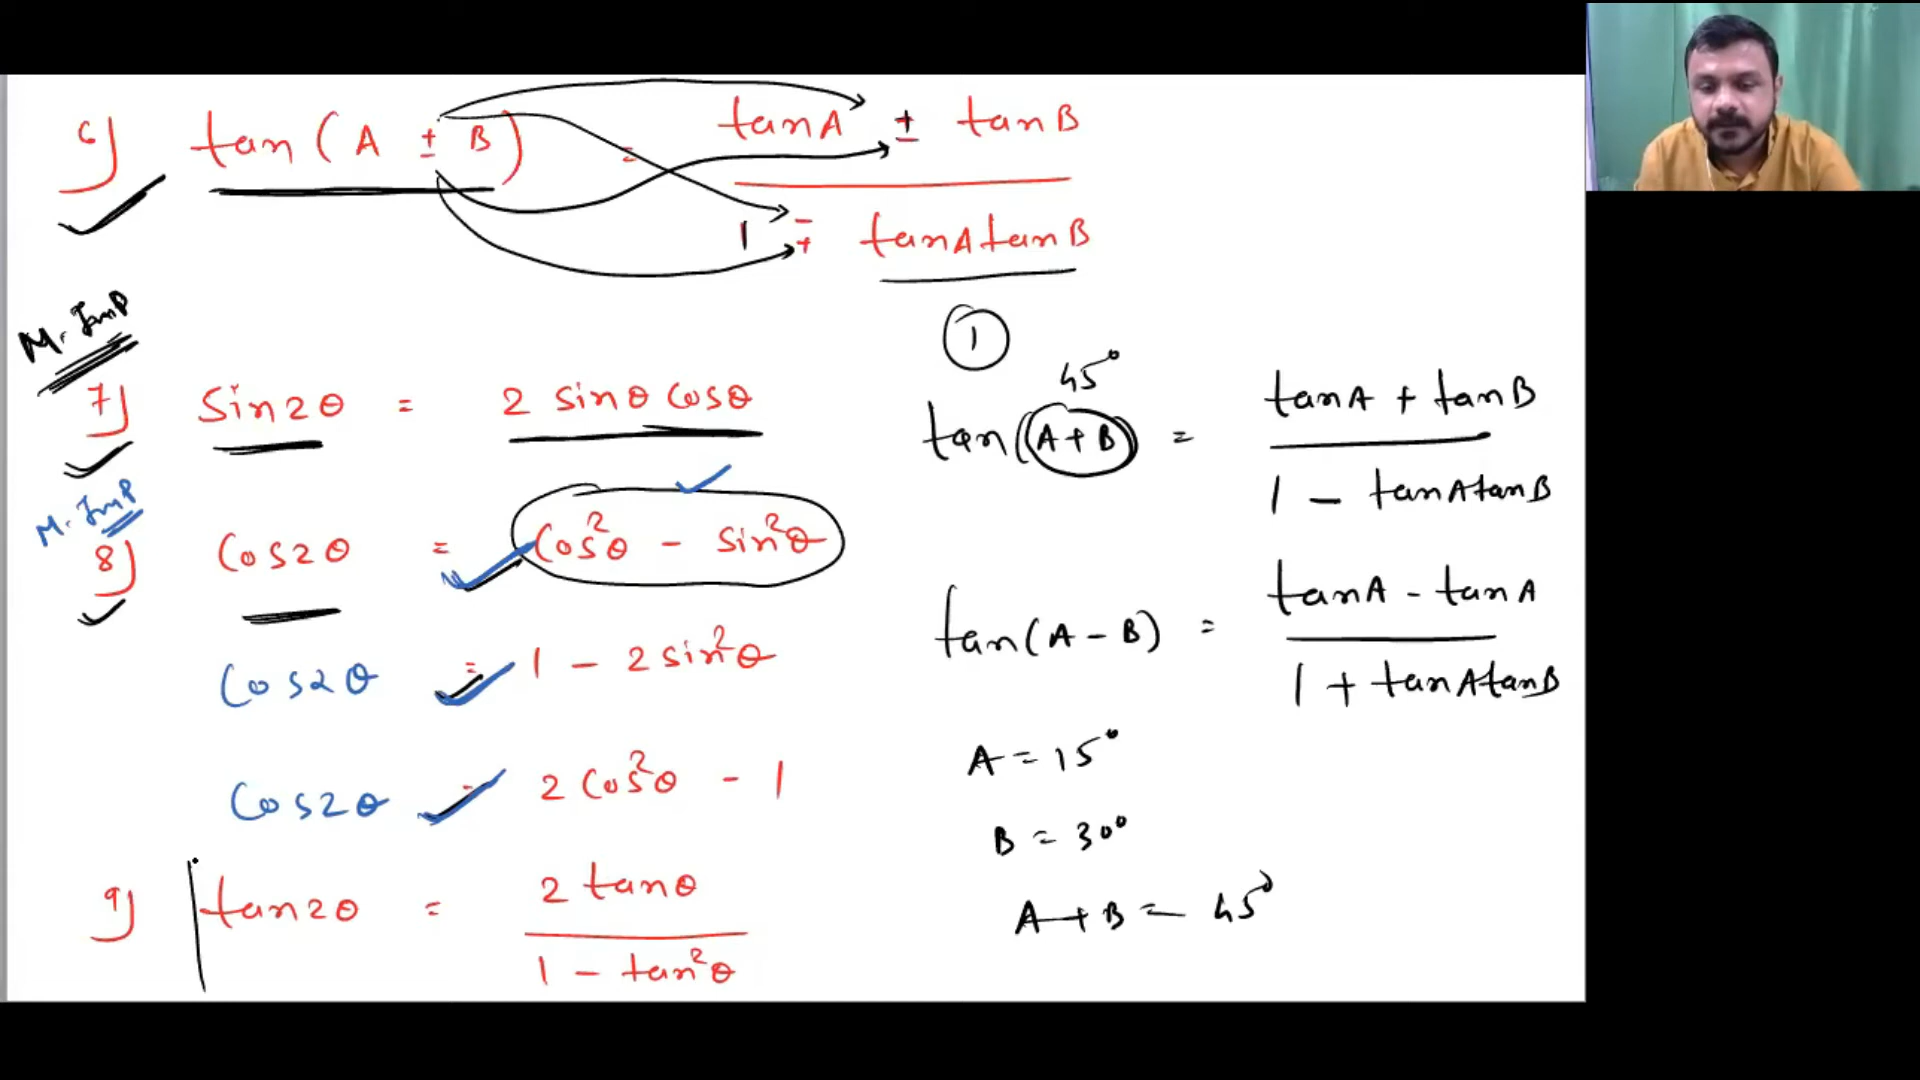 6) tan(A ± B) = tanA ± tanB
1 ∓ tanA tanB
M. Imp
7) Sin2θ = 2 sinθ cosθ
M. Imp
8) Cos2θ = Cos²θ - Sin²θ
Cos2θ = 1 - 2sin²θ
Cos2θ = 2Cos²θ - 1
9) tan2θ = 2tanθ
1 - tan²θ
1
45°
tan(A+B) = tanA + tanB
1 - tanA tanB
tan(A-B) = tanA - tanA
1 + tanA tanB
A = 15°
B = 30°
A+B = 45°